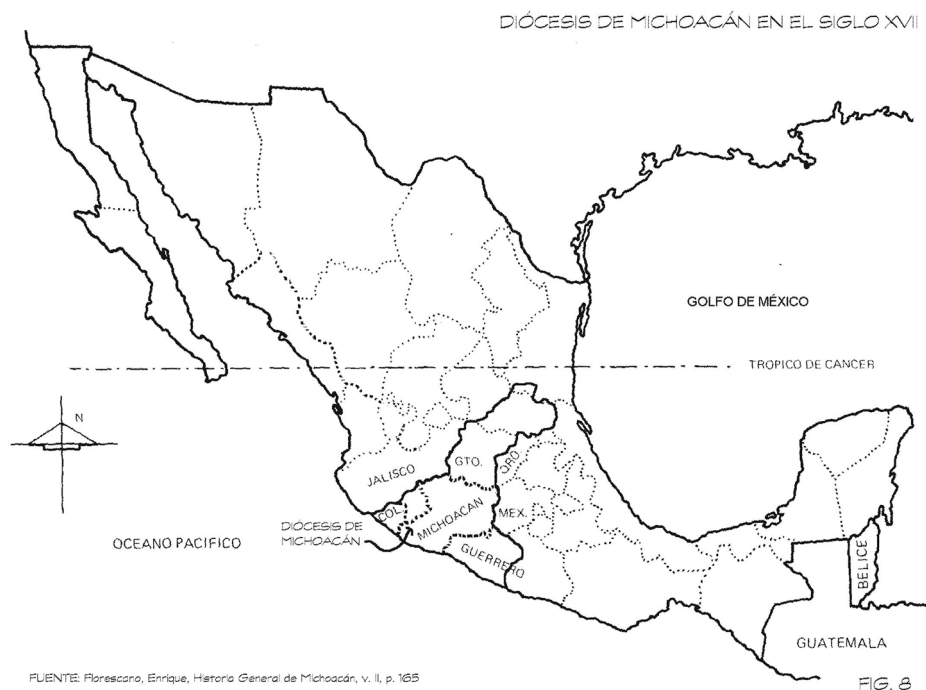 DIÓCESIS DE MICHOACÁN EN EL SIGLO XVII
GOLFO DE MÉXICO
TROPICO DE CANCER
N
JALISCO
GTO.
QRO.
COL.
MICHOACAN
MEX.
DIÓCESIS DE
MICHOACÁN
OCEANO PACIFICO
GUERRERO
BELICE
GUATEMALA
FUENTE: Florescano, Enrique, Historia General de Michoacán, v. II, p. 165
FIG. 8